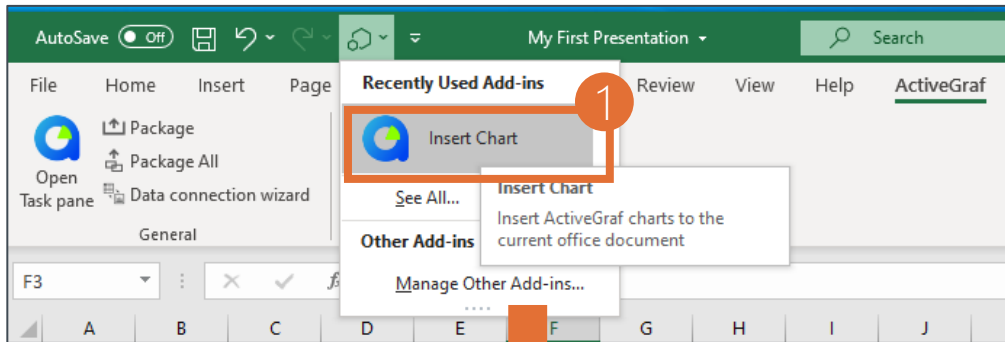 AutoSave Off My First Presentation Search
File Home Insert Page Review View Help ActiveGraf
Recently Used Add-ins
1
Insert Chart
Open
Task pane
Package
Package All
Data connection wizard
General
See All...
Insert Chart
Insert ActiveGraf charts to the
current office document
Other Add-ins
Manage Other Add-ins...
F3
A B C D E F G H I J